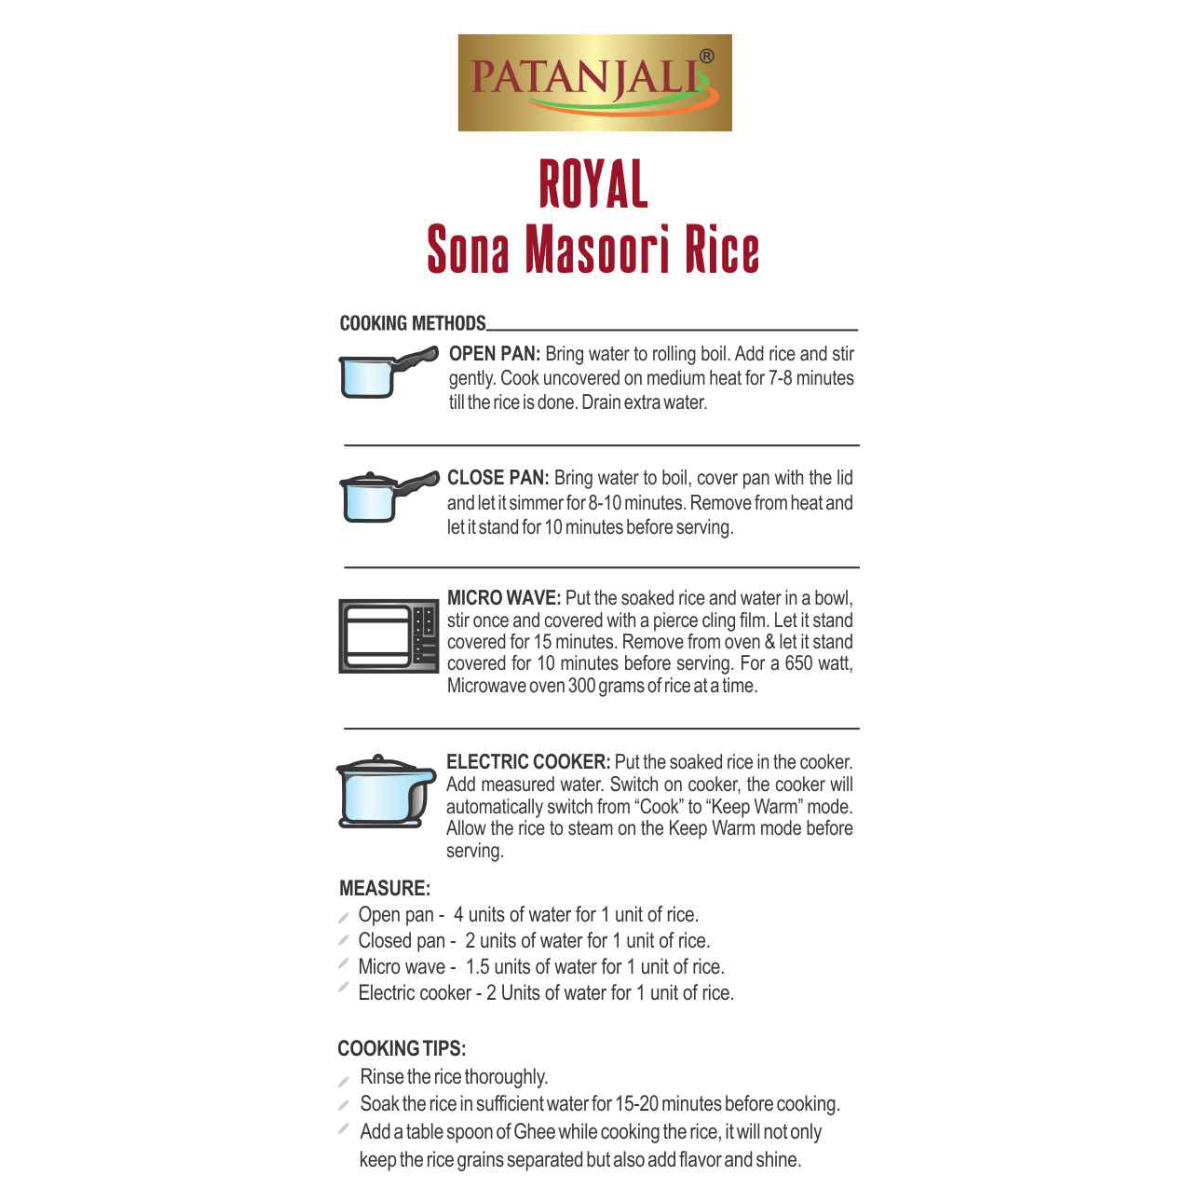 PATANJALI®
ROYAL
Sona Masoori Rice
COOKING METHODS
OPEN PAN: Bring water to rolling boil. Add rice and stir
gently. Cook uncovered on medium heat for 7-8 minutes
till the rice is done. Drain extra water.
CLOSE PAN: Bring water to boil, cover pan with the lid
and let it simmer for 8-10 minutes. Remove from heat and
let it stand for 10 minutes before serving.
MICRO WAVE: Put the soaked rice and water in a bowl,
stir once and covered with a pierce cling film. Let it stand
covered for 15 minutes. Remove from oven & let it stand
covered for 10 minutes before serving. For a 650 watt,
Microwave oven 300 grams of rice at a time.
ELECTRIC COOKER: Put the soaked rice in the cooker.
Add measured water. Switch on cooker, the cooker will
automatically switch from “Cook” to “Keep Warm” mode.
Allow the rice to steam on the Keep Warm mode before
serving.
MEASURE:
Open pan - 4 units of water for 1 unit of rice.
Closed pan - 2 units of water for 1 unit of rice.
Micro wave - 1.5 units of water for 1 unit of rice.
Electric cooker - 2 Units of water for 1 unit of rice.
COOKING TIPS:
Rinse the rice thoroughly.
Soak the rice in sufficient water for 15-20 minutes before cooking.
Add a table spoon of Ghee while cooking the rice, it will not only
keep the rice grains separated but also add flavor and shine.